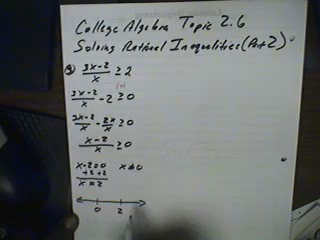 College Algebra Topic 2.6
Solving Rational Inequalities (Part 2)
③ 3x-2/x ≥ 2
3x-2/x - 2 ≥ 0
3x-2/x - 2x/x ≥ 0
x-2/x ≥ 0
x-2=0 x≠0
+2 +2
x = 2
0 2